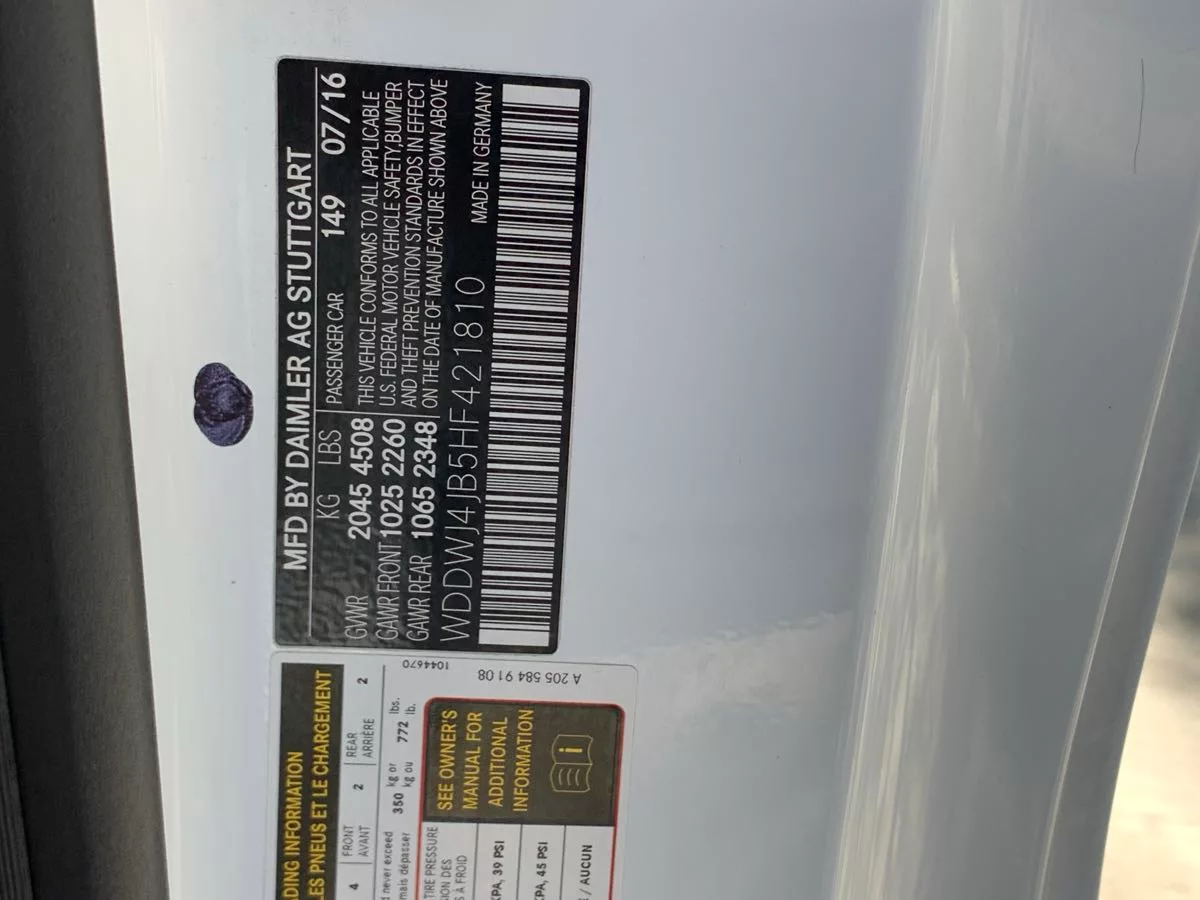 MFD BY DAIMLER AG STUTTGART
KG LBS PASSENGER CAR 149 07/16
GVWR 2045 4508 THIS VEHICLE CONFORMS TO ALL APPLICABLE
GAWR FRONT 1025 2260 U.S. FEDERAL MOTOR VEHICLE SAFETY,BUMPER
GAWR REAR 1065 2348 AND THEFT PREVENTION STANDARDS IN EFFECT
ON THE DATE OF MANUFACTURE SHOWN ABOVE
WDDWJ4JB5HF421810 MADE IN GERMANY
1044670
A 205 584 91 08
INFORMATION
LES PNEUS ET LE CHARGEMENT
4 FRONT 2 REAR 2
AVANT ARRIÈRE
never exceed 350 kg or 772 lbs.
dépasser kg ou lb.
TIRE PRESSURE
DES
À FROID
KPA, 39 PSI
KPA, 45 PSI
/ AUCUN
SEE OWNER'S
MANUAL FOR
ADDITIONAL
INFORMATION
i